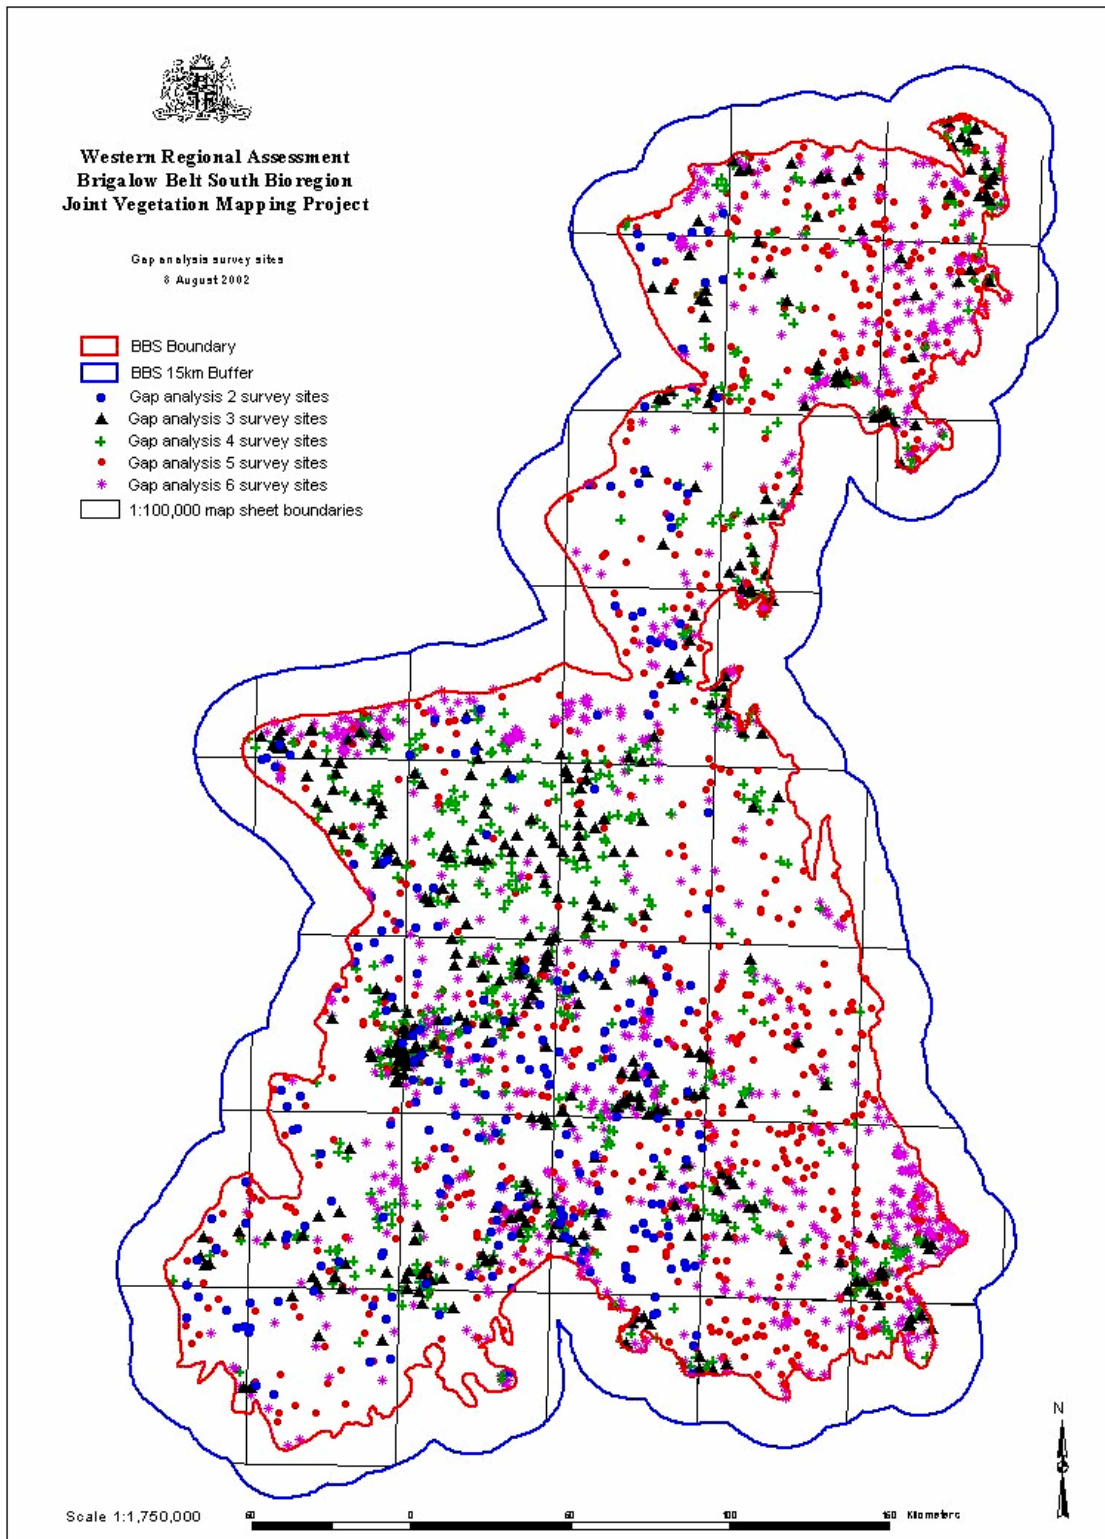 Western Regional Assessment
Brigalow Belt South Bioregion
Joint Vegetation Mapping Project
Gap analysis survey sites
8 August 2002
BBS Boundary
BBS 15km Buffer
Gap analysis 2 survey sites
Gap analysis 3 survey sites
Gap analysis 4 survey sites
Gap analysis 5 survey sites
Gap analysis 6 survey sites
1:100,000 map sheet boundaries
N
Scale 1:1,750,000
50 0 50 100 150 Kilometers